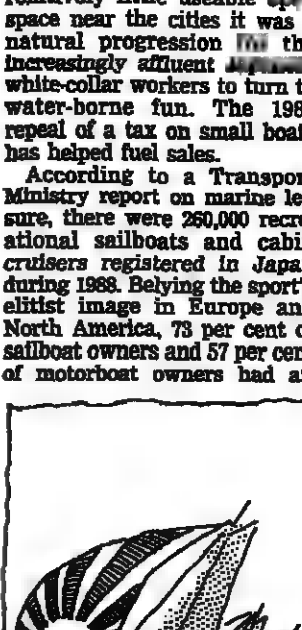 space near the cities it was
natural progression th
increasingly affluent
white-collar workers to turn t
water-borne fun. The 198
repeal of a tax on small boat
has helped fuel sales.
According to a Transpor
Ministry report on marine le
sure, there were 260,000 recre
ational sailboats and cabi
cruisers registered in Japa
during 1988. Belying the sport'
elitist image in Europe an
North America, 73 per cent o
sailboat owners and 57 per cen
of motorboat owners had a